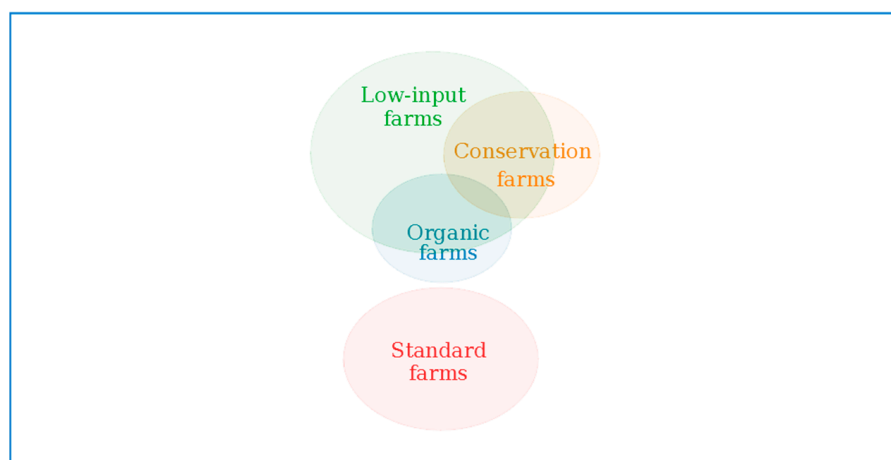 Low-input
farms
Conservation
farms
Organic
farms
Standard
farms